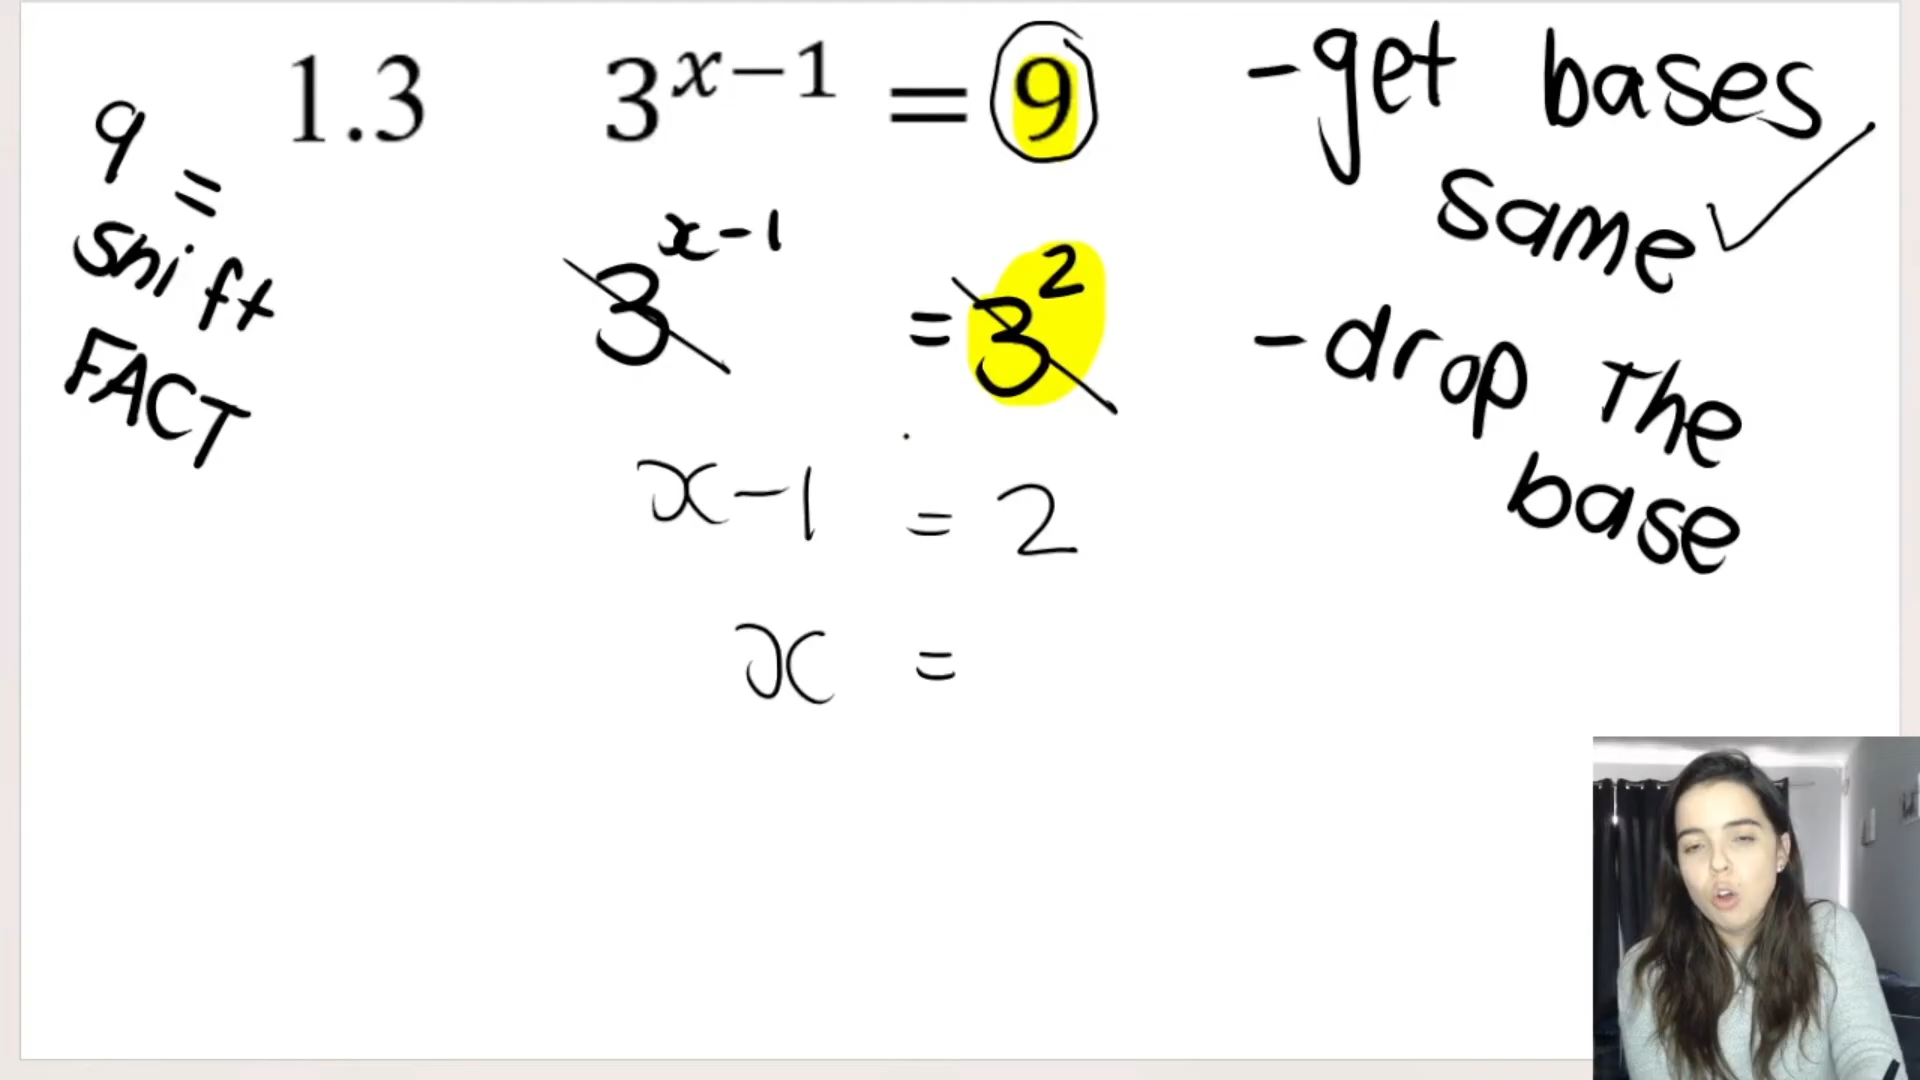 1.3 3^{x-1} = 9
3^{x-1} = 3^2
x-1 = 2
x =
9 =
shift
FACT
-get bases
same ✓
-drop the
base